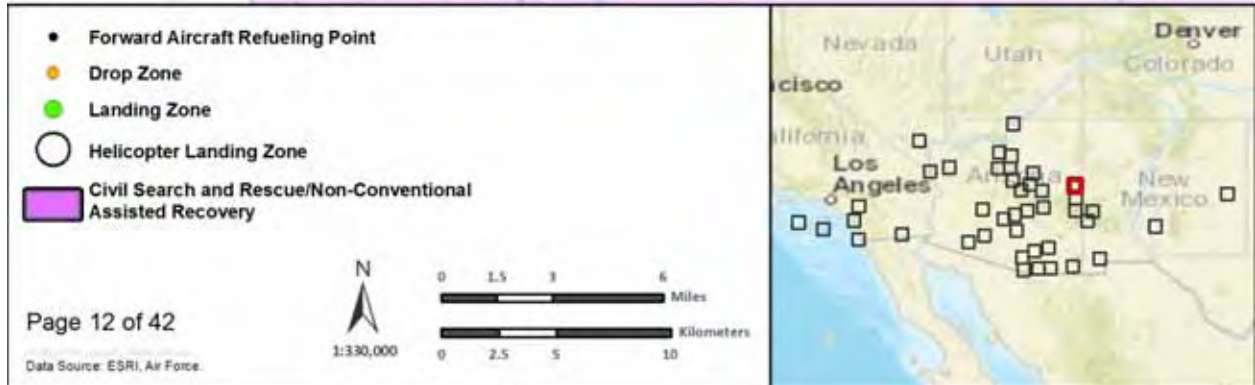 Forward Aircraft Refueling Point
Drop Zone
Landing Zone
Helicopter Landing Zone
Civil Search and Rescue/Non-Conventional
Assisted Recovery
N
1:330,000
0 1.5 3 6
Miles
Kilometers
0 2.5 5 10
Page 12 of 42
Data Source: ESRI, Air Force.
Denver
Nevada
Utah
Colorado
cisco
alifornia
Los
Angeles
New
Mexico